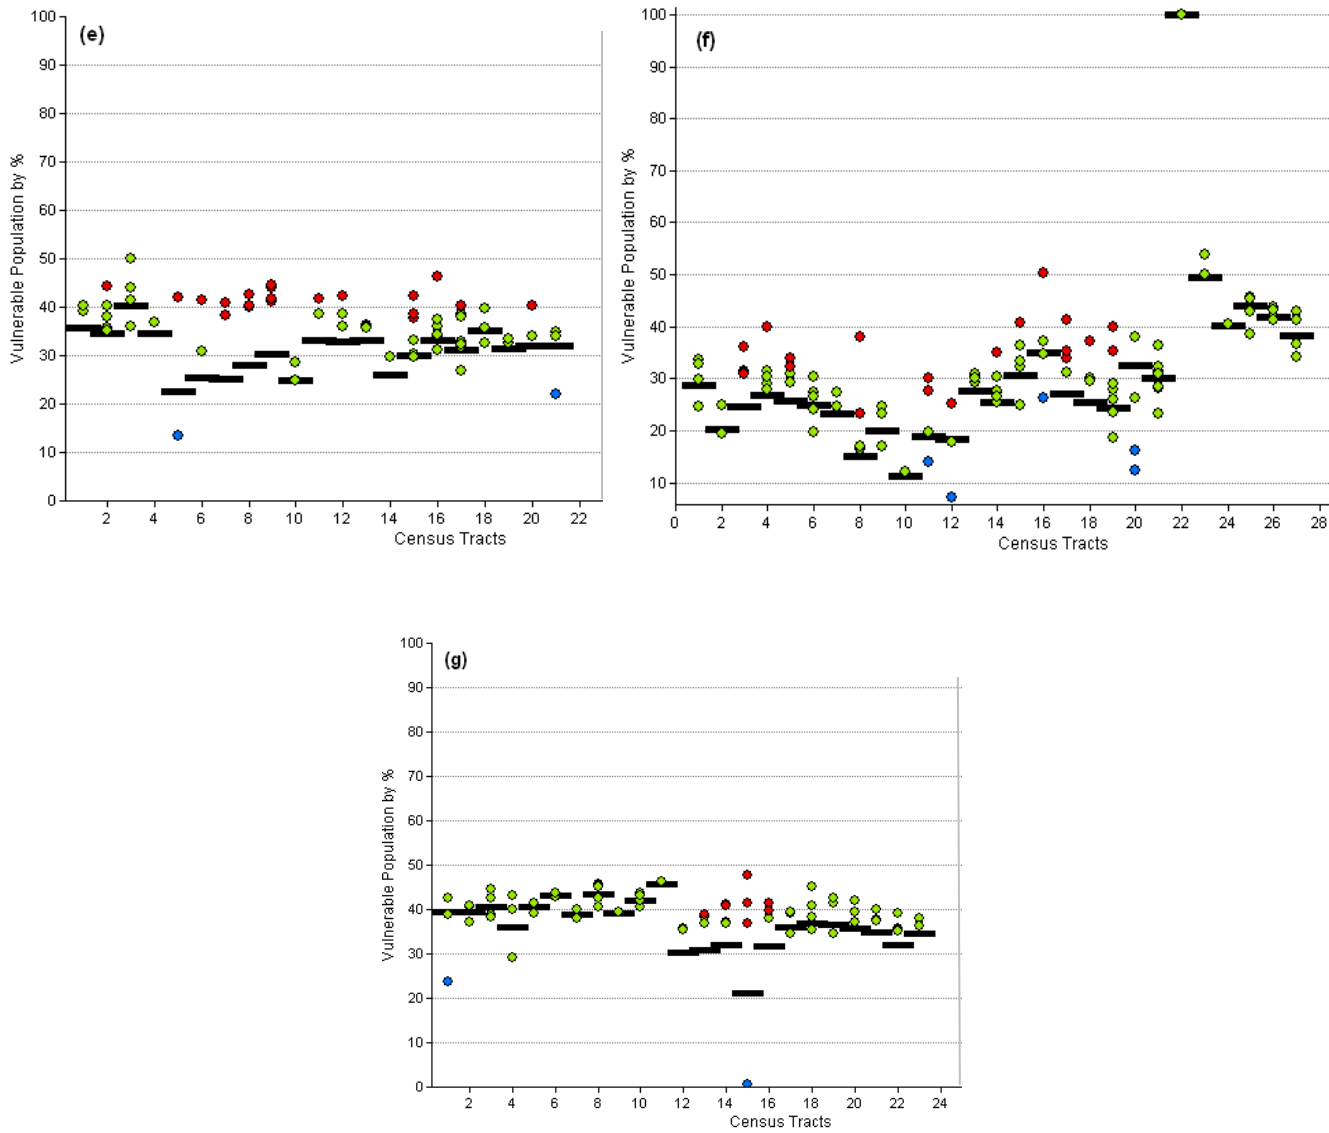 (e)
Vulnerable Population by %
100
90
80
70
60
50
40
30
20
10
0
2 4 6 8 10 12 14 16 18 20 22
Census Tracts
(f)
Vulnerable Population by %
100
90
80
70
60
50
40
30
20
10
0 2 4 6 8 10 12 14 16 18 20 22 24 26 28
Census Tracts
(g)
Vulnerable Population by %
100
90
80
70
60
50
40
30
20
10
0
2 4 6 8 10 12 14 16 18 20 22 24
Census Tracts